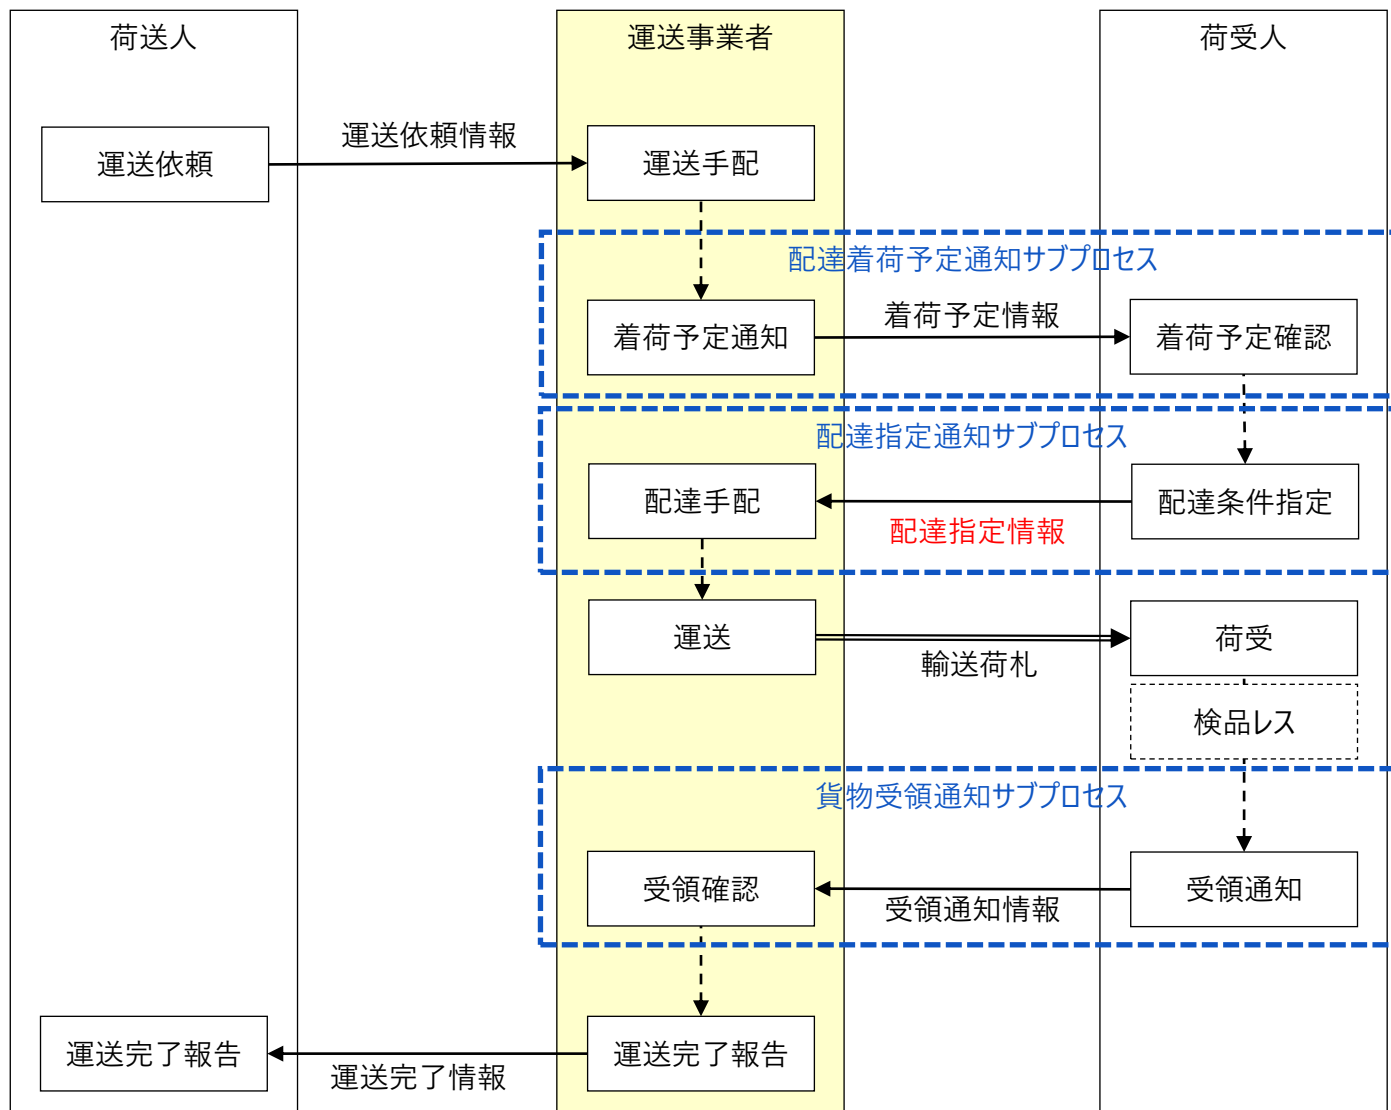 荷送人
運送事業者
荷受人
運送依頼
運送依頼情報
運送手配
配達着荷予定通知サブプロセス
着荷予定通知
着荷予定情報
着荷予定確認
配達指定通知サブプロセス
配達手配
配達指定情報
配達条件指定
運送
輸送荷札
荷受
検品レス
貨物受領通知サブプロセス
受領確認
受領通知情報
受領通知
運送完了報告
運送完了情報
運送完了報告